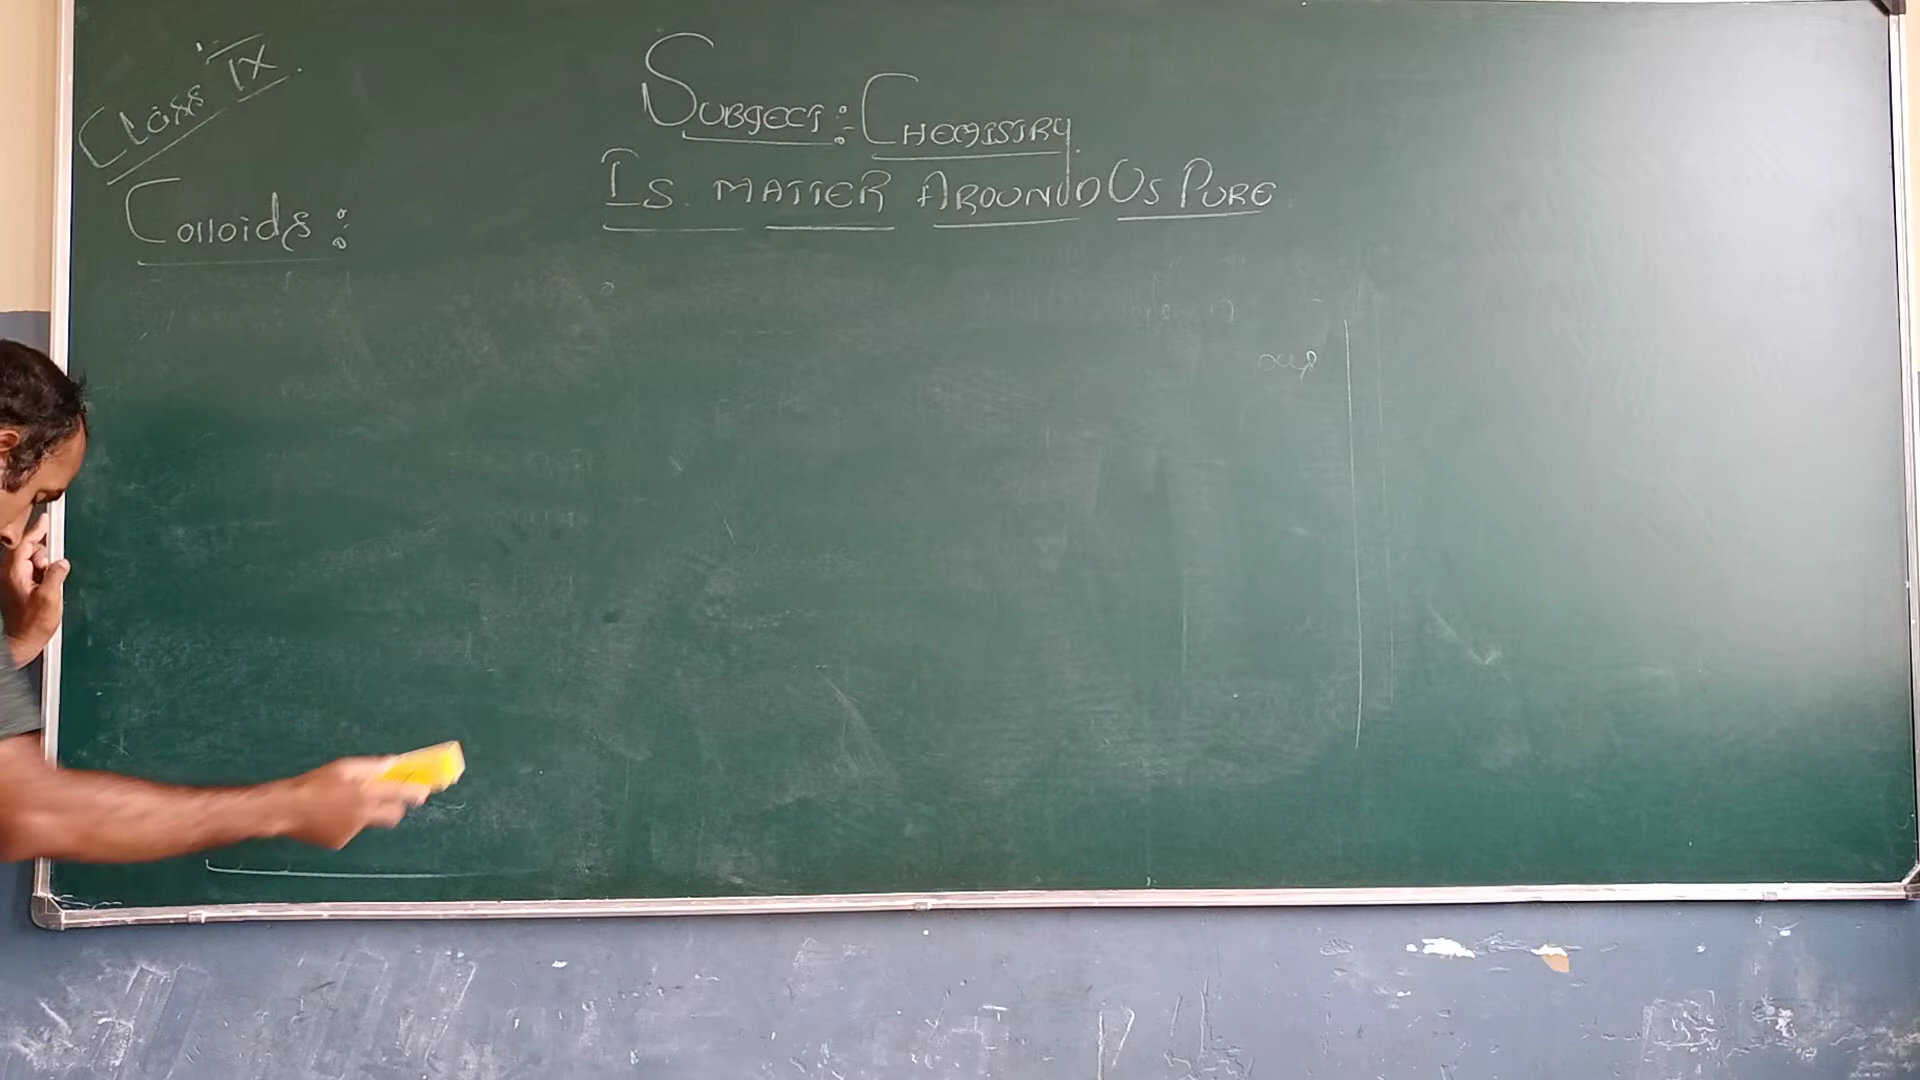 Class IX.
Subject:- Chemistry.
Is Matter Around Us Pure
Colloids:-